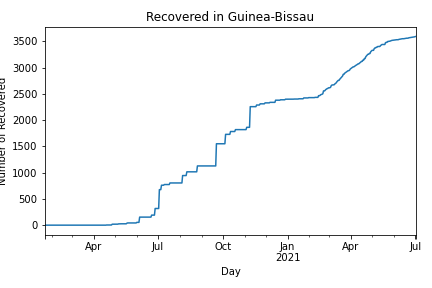 Recovered in Guinea-Bissau
Number of Recovered
3500
3000
2500
2000
1500
1000
500
0
Apr
Jul
Oct
Jan
2021
Apr
Jul
Day